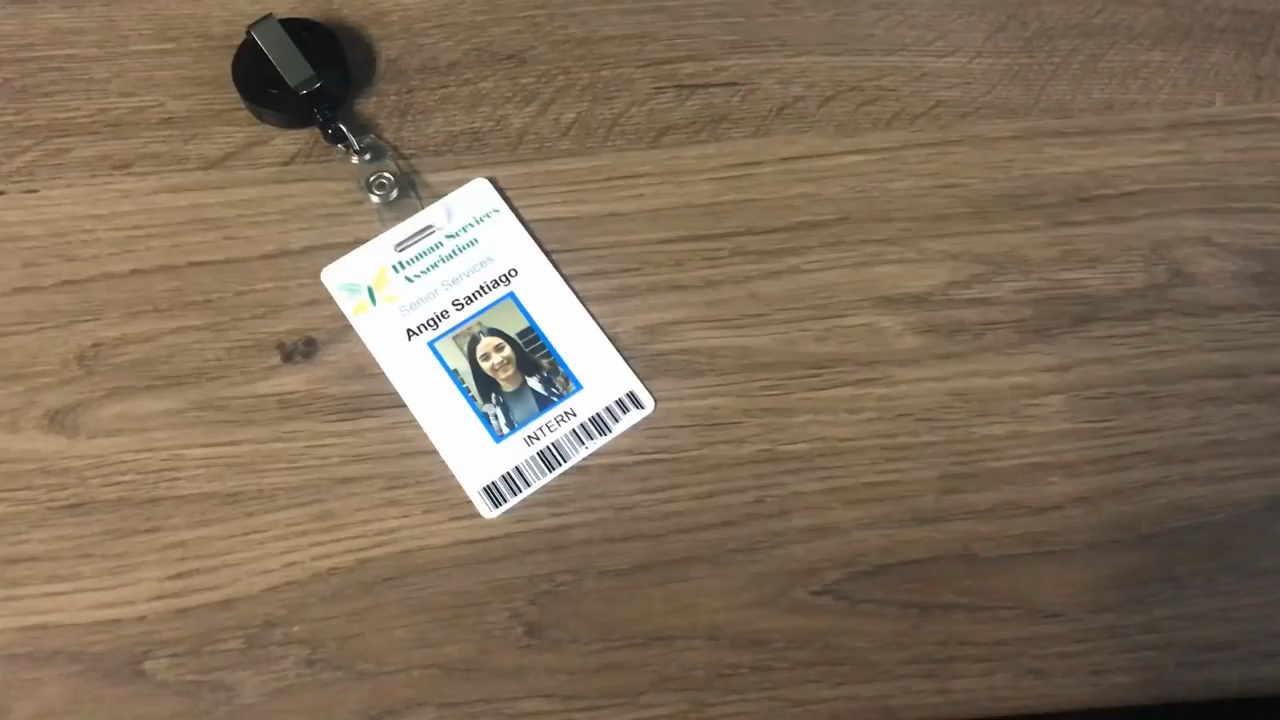 Human Services
Association
Senior Services
Angie Santiago
INTERN